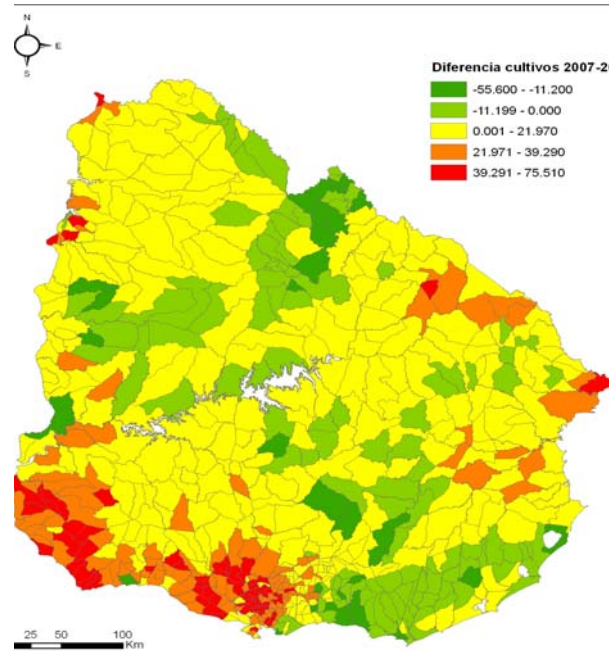 N
E
S
Diferencia cultivos 2007-20
-55.600 - -11.200
-11.199 - 0.000
0.001 - 21.970
21.971 - 39.290
39.291 - 75.510
25 50 100
Km